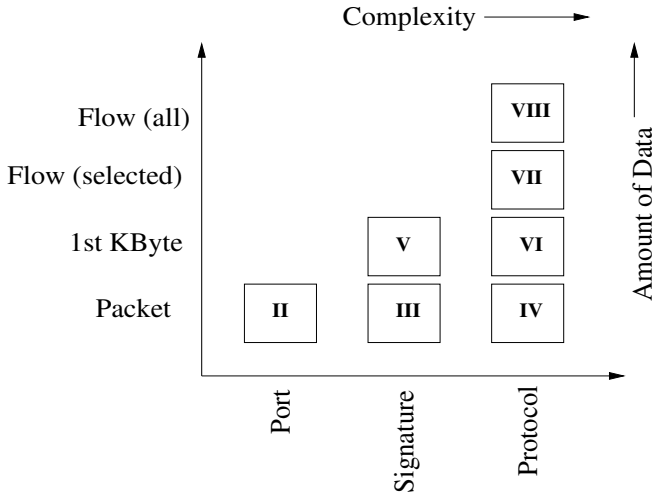 Complexity
Flow (all)
VIII
Flow (selected)
VII
1st KByte
V
VI
Packet
II
III
IV
Port
Signature
Protocol
Amount of Data